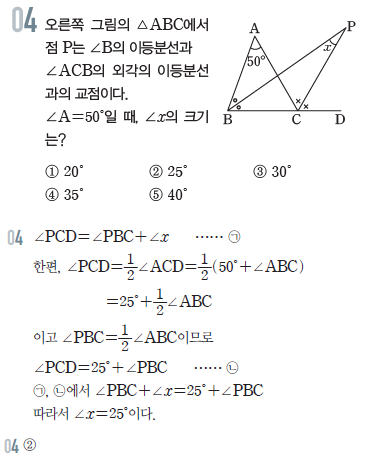 04 오른쪽 그림의 △ABC에서
점 P는 ∠B의 이등분선과
∠ACB의 외각의 이등분선
과의 교점이다.
∠A=50°일 때, ∠x의 크기
는?
A
P
50°
x
B
C
D
① 20° ② 25° ③ 30°
④ 35° ⑤ 40°
04 ∠PCD=∠PBC+∠x ⋯⋯ ㉠
한편, ∠PCD=1/2∠ACD=1/2(50°+∠ABC)
=25°+1/2∠ABC
이고 ∠PBC=1/2∠ABC이므로
∠PCD=25°+∠PBC ⋯⋯ ㉡
㉠, ㉡에서 ∠PBC+∠x=25°+∠PBC
따라서 ∠x=25°이다.
04 ②